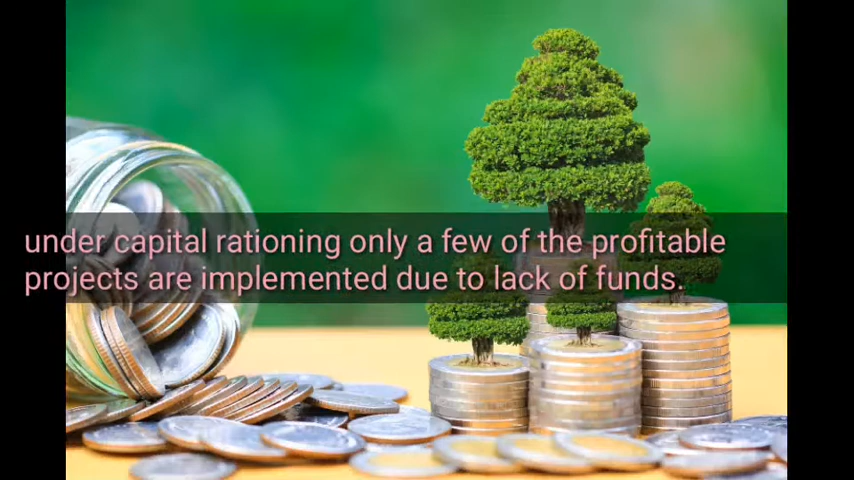 under capital rationing only a few of the profitable
projects are implemented due to lack of funds.